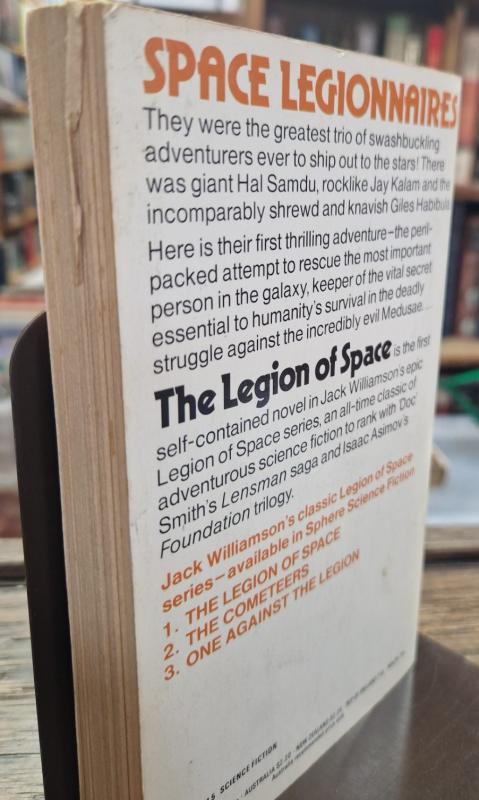 SPACE LEGIONNAIRES
They were the greatest trio of swashbuckling
adventurers ever to ship out to the stars! There
was giant Hal Samdu, rocklike Jay Kalam and the
incomparably shrewd and knavish Giles Habibula
Here is their first thrilling adventure–the peril-
packed attempt to rescue the most important
person in the galaxy, keeper of the vital secret
essential to humanity's survival in the deadly
struggle against the incredibly evil Medusae...
The Legion of Space is the first
self-contained novel in Jack Williamson's epic
Legion of Space series, an all-time classic of
adventurous science fiction to rank with 'Doc'
Smith's Lensman saga and Isaac Asimov's
Foundation trilogy.
Jack Williamson's classic Legion of Space
series–available in Sphere Science Fiction
1. THE LEGION OF SPACE
2. THE COMETEERS
3. ONE AGAINST THE LEGION
SCIENCE FICTION
AUSTRALIA NEW ZEALAND
Australia recommended price only